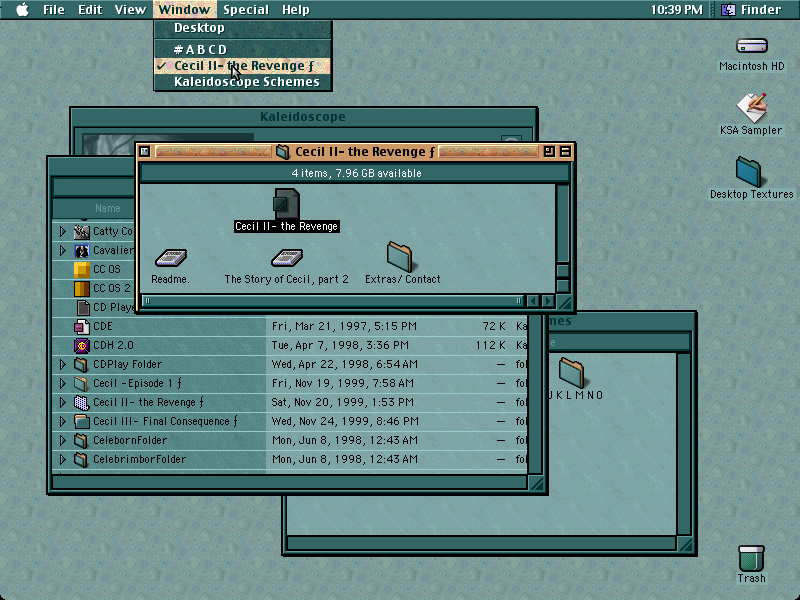 File Edit View Window Special Help 10:39 PM Finder
Desktop
# A B C D
✓ Cecil II- the Revenge ƒ
Kaleidoscope Schemes
Macintosh HD
KSA Sampler
Desktop Textures
Kaleidoscope
Cecil II- the Revenge ƒ
4 items, 7.96 GB available
Cecil II- the Revenge
Readme.
The Story of Cecil, part 2
Extras/ Contact
Name
Catty Co
Cavalier
CC OS
CC OS 2
CD Playe
CDE Fri, Mar 21, 1997, 5:15 PM 72 K Ka
CDH 2.0 Tue, Apr 7, 1998, 3:36 PM 112 K Ka
CDPlay Folder Wed, Apr 22, 1998, 6:54 AM — fol
Cecil -Episode 1 ƒ Fri, Nov 19, 1999, 7:58 AM — fol
Cecil II- the Revenge ƒ Sat, Nov 20, 1999, 1:53 PM — fol
Cecil III- Final Consequence ƒ Wed, Nov 24, 1999, 8:46 PM — fol
CelebornFolder Mon, Jun 8, 1998, 12:43 AM — fol
CelebrimborFolder Mon, Jun 8, 1998, 12:43 AM — fol
mes
e
J K L M N O
Trash